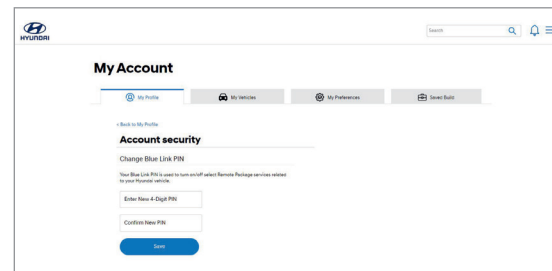 HYUNDAI
Search
My Account
My Profile
My Vehicles
My Preferences
Saved Build
< Back to My Profile
Account security
Change Blue Link PIN
Your Blue Link PIN is used to turn on/off select Remote Package services related
to your Hyundai vehicle.
Enter New 4-Digit PIN
Confirm New PIN
Save